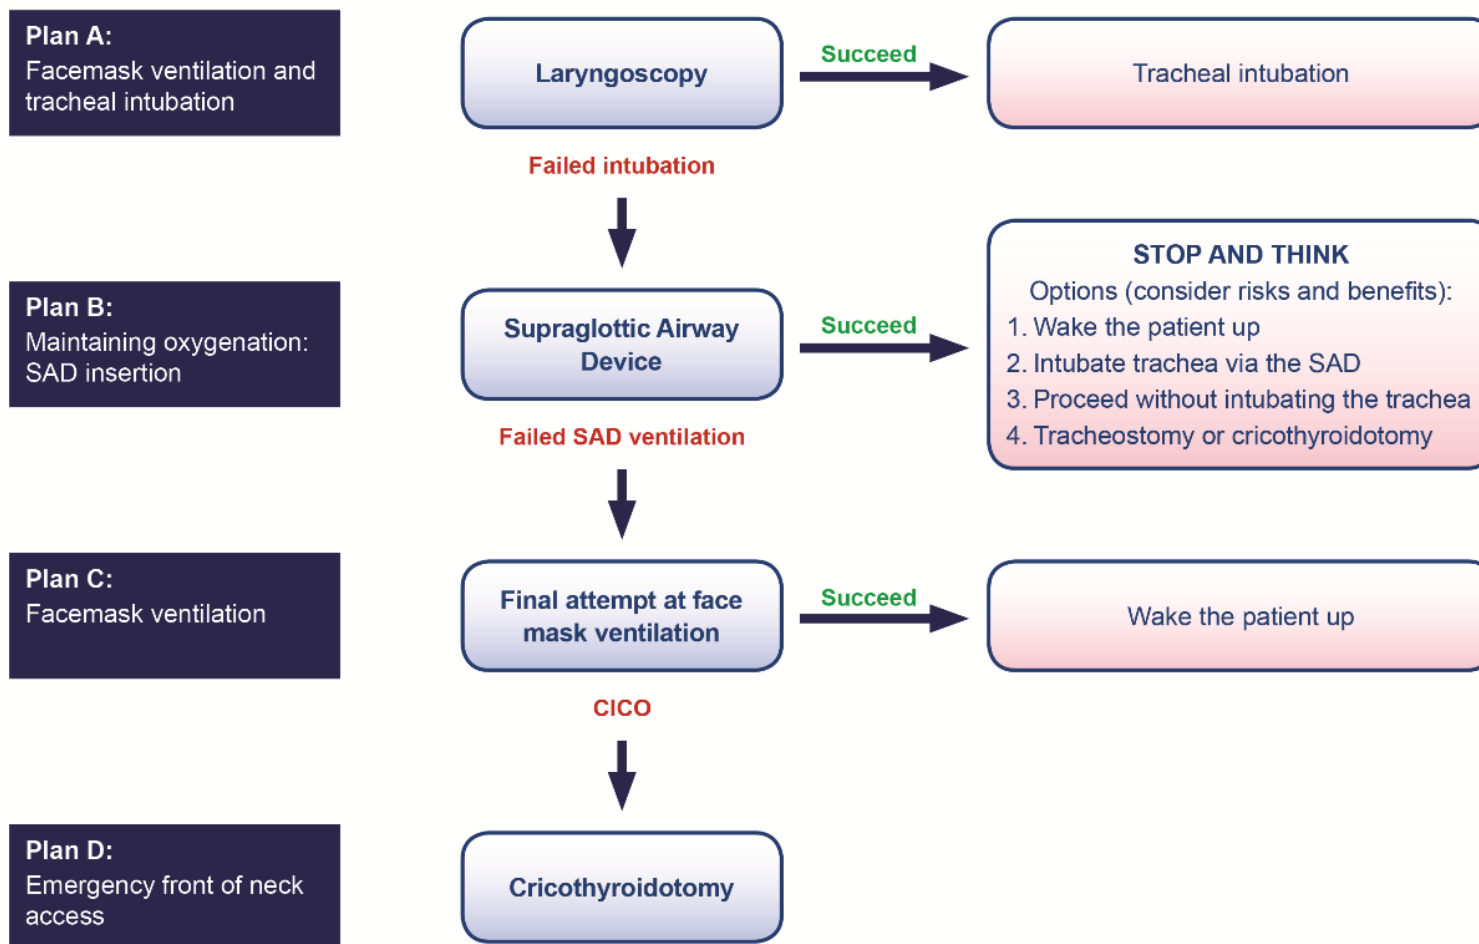 Plan A:
Facemask ventilation and
tracheal intubation
Laryngoscopy
Succeed
Tracheal intubation
Failed intubation
Plan B:
Maintaining oxygenation:
SAD insertion
Supraglottic Airway
Device
Succeed
STOP AND THINK
Options (consider risks and benefits):
1. Wake the patient up
2. Intubate trachea via the SAD
3. Proceed without intubating the trachea
4. Tracheostomy or cricothyroidotomy
Failed SAD ventilation
Plan C:
Facemask ventilation
Final attempt at face
mask ventilation
Succeed
Wake the patient up
CICO
Plan D:
Emergency front of neck
access
Cricothyroidotomy